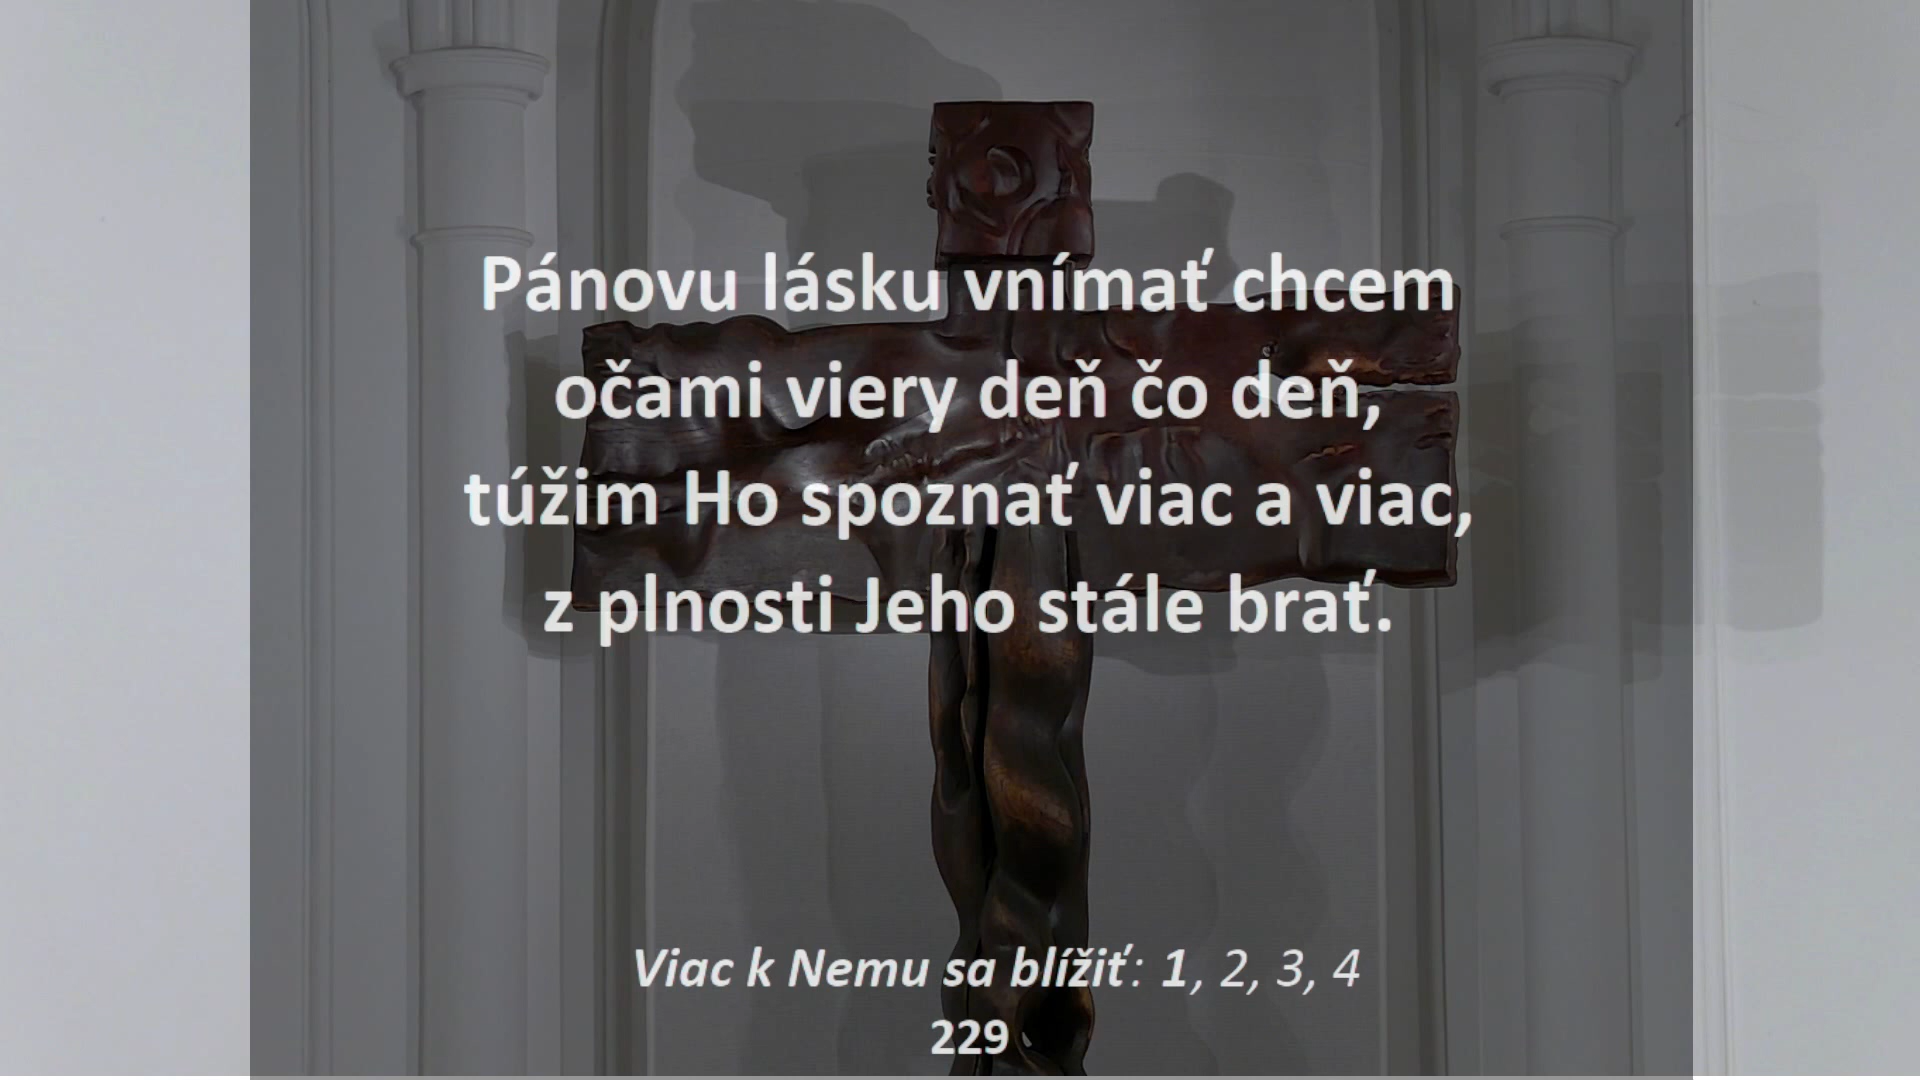 Pánovu lásku vnímať chcem
očami viery deň čo deň,
túžim Ho spoznať viac a viac,
z plnosti Jeho stále brať.
Viac k Nemu sa blížiť: 1, 2, 3, 4
229